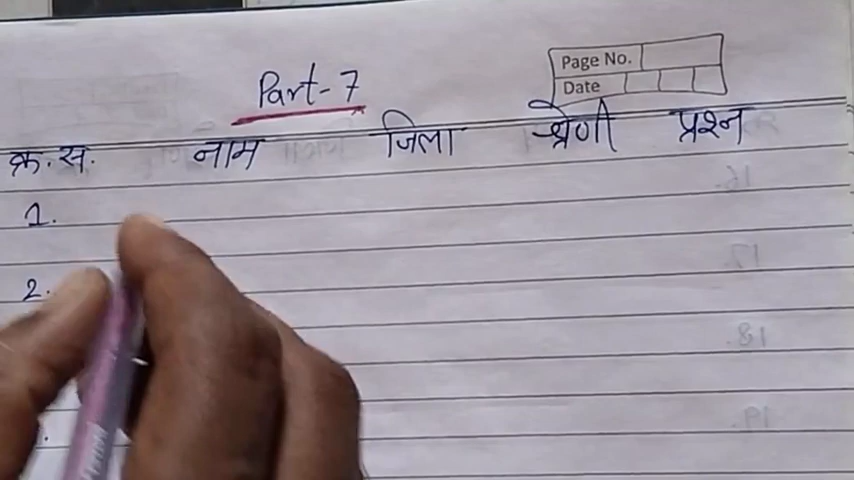 Part-7
Page No.
Date
क्र.स. नाम जिला श्रेणी प्रश्न
1.
2.